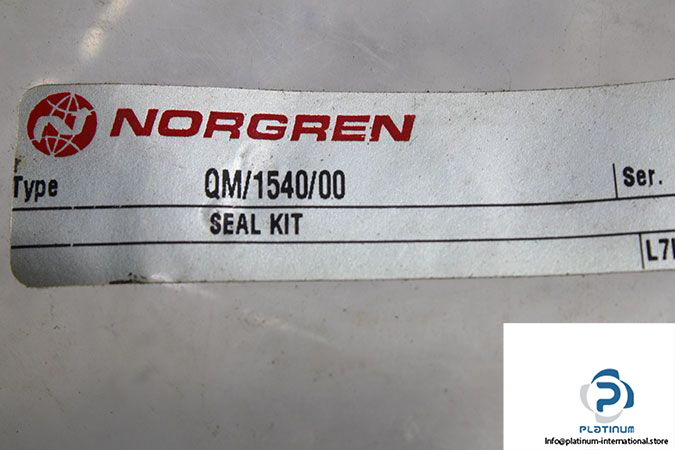 NORGREN
Type QM/1540/00 Ser.
SEAL KIT
PLATINUM
Info@platinum-international.store